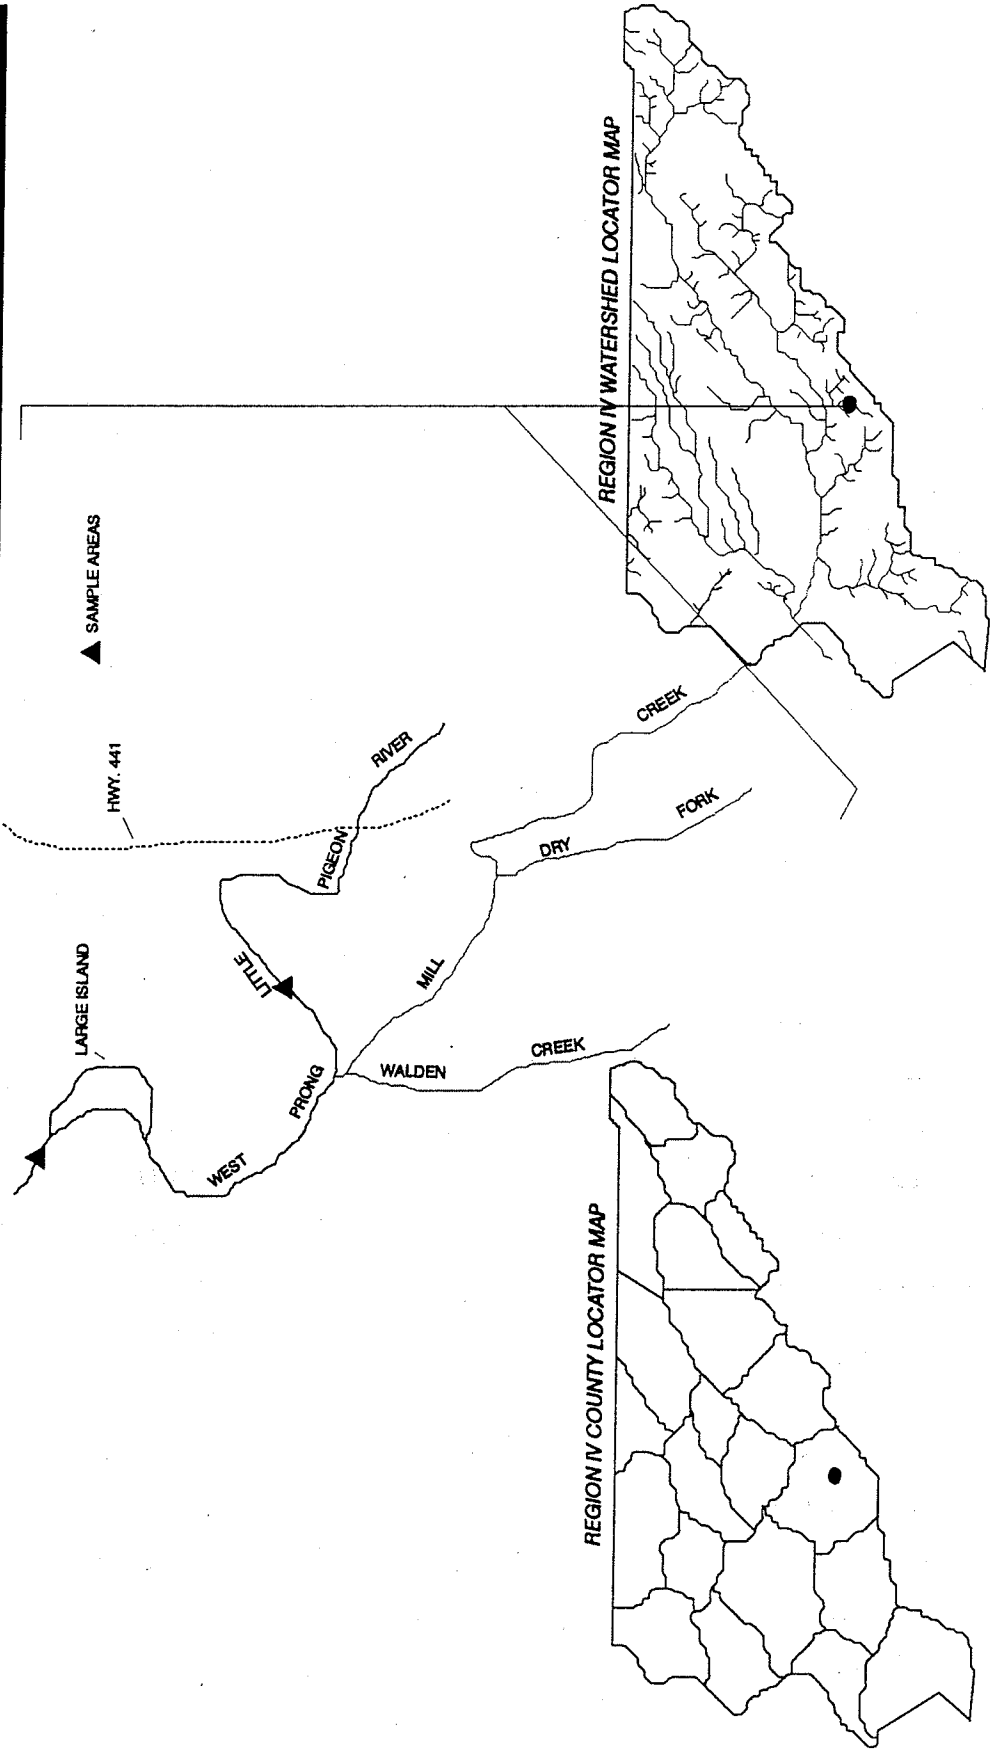 LARGE ISLAND
HWY. 441
SAMPLE AREAS
WEST
PRONG
LITTLE
PIGEON
RIVER
WALDEN
CREEK
MILL
CREEK
DRY
FORK
REGION IV COUNTY LOCATOR MAP
REGION IV WATERSHED LOCATOR MAP